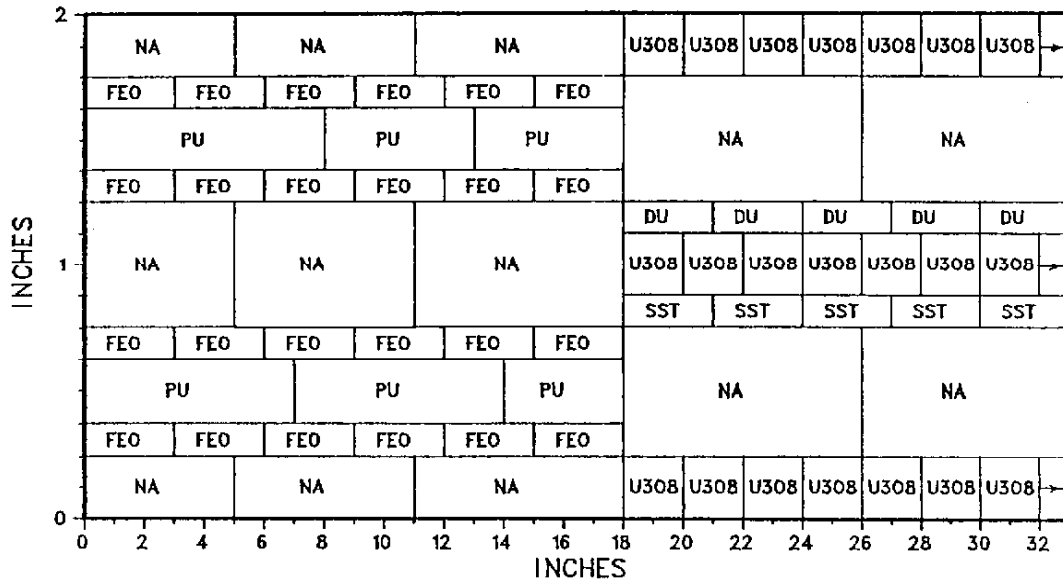 2
NA NA NA U308 U308 U308 U308 U308 U308 U308
FEO FEO FEO FEO FEO FEO
PU PU PU NA NA
FEO FEO FEO FEO FEO FEO
DU DU DU DU DU
INCHES
1
NA NA NA U308 U308 U308 U308 U308 U308 U308
SST SST SST SST SST
FEO FEO FEO FEO FEO FEO
PU PU PU NA NA
FEO FEO FEO FEO FEO FEO
NA NA NA U308 U308 U308 U308 U308 U308 U308
0
0 2 4 6 8 10 12 14 16 18 20 22 24 26 28 30 32
INCHES